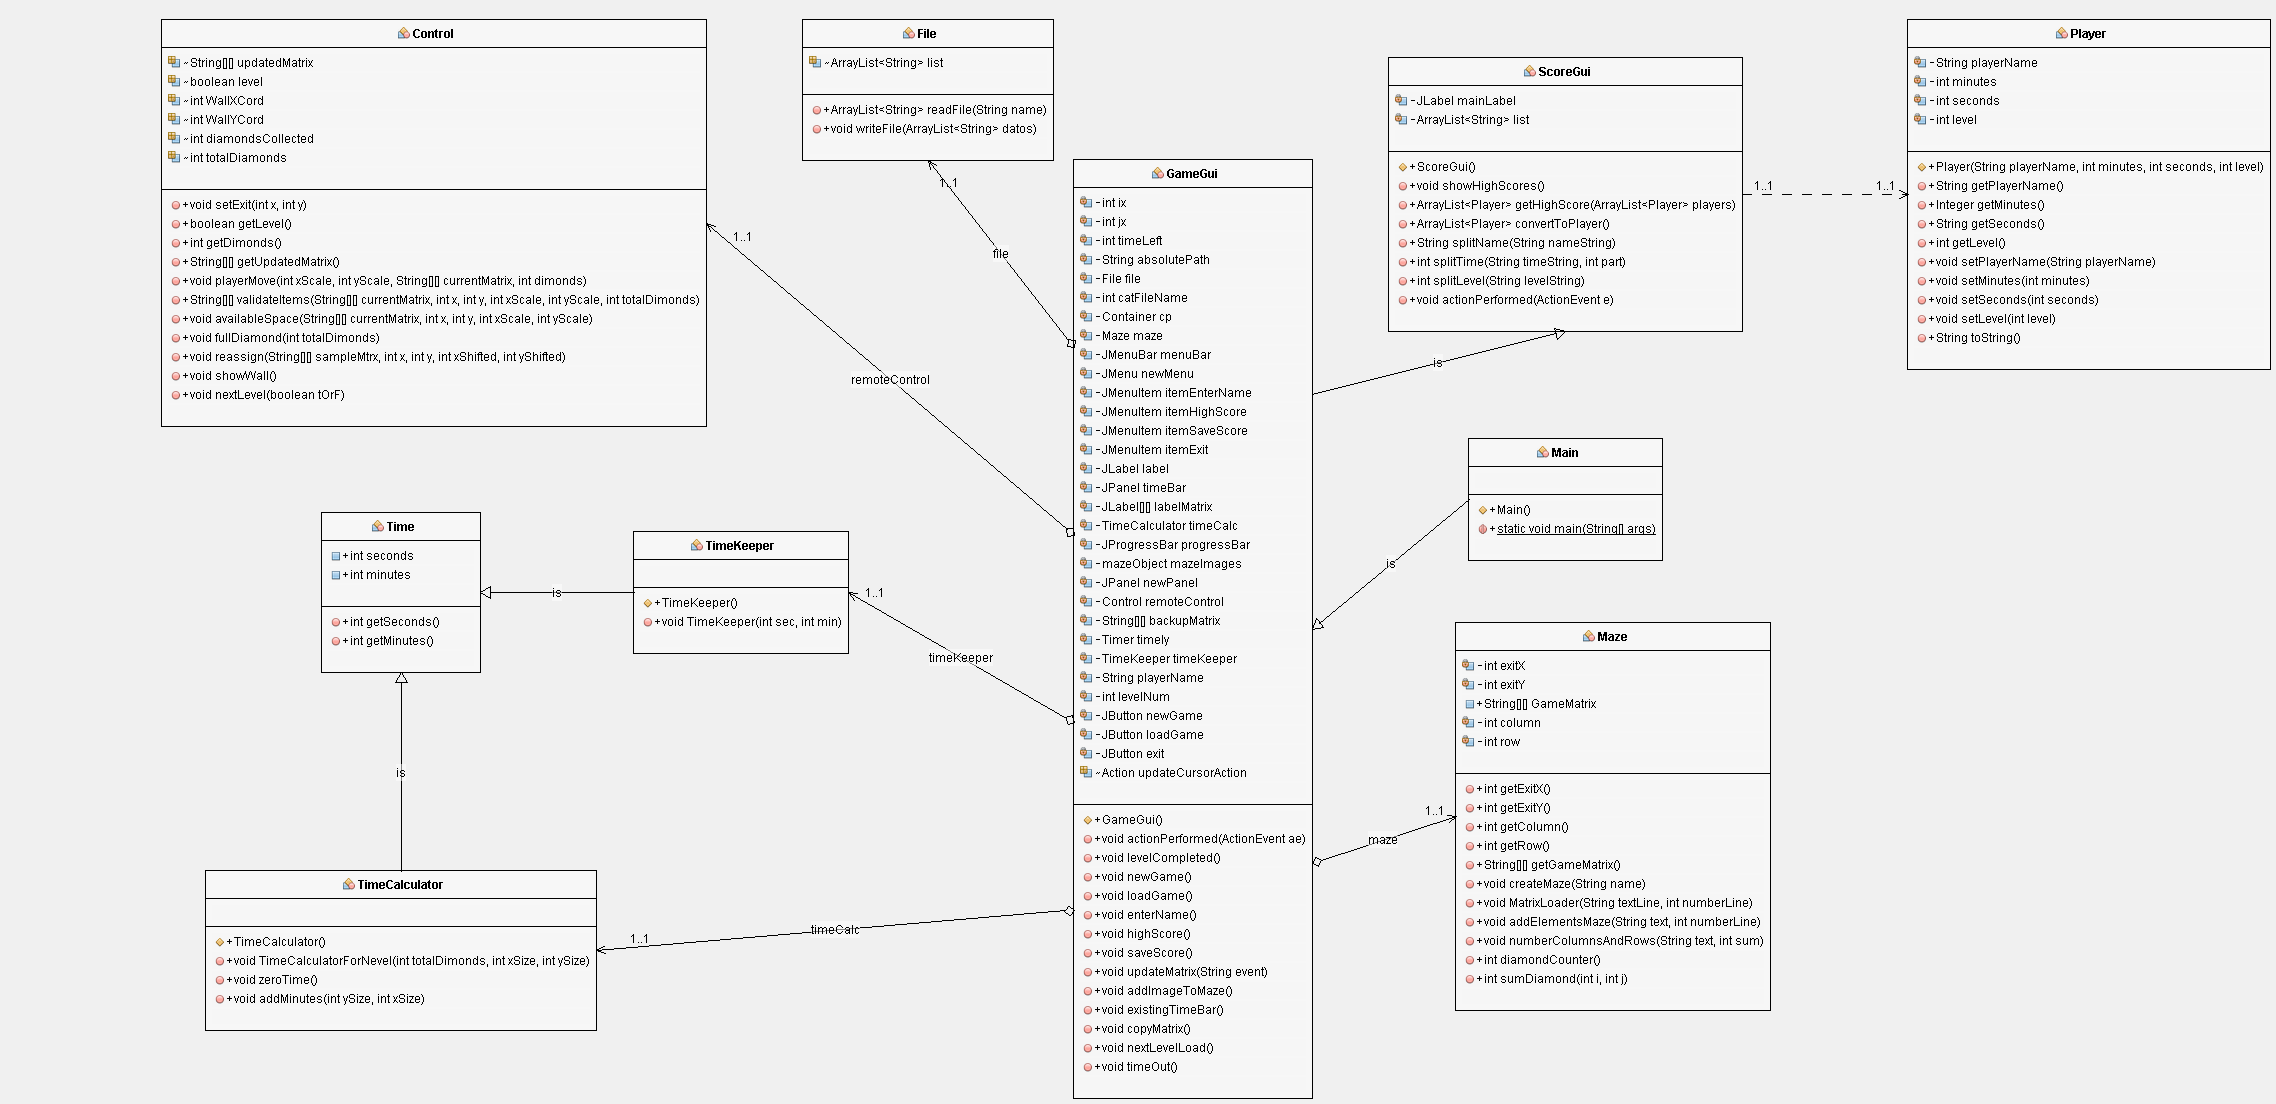 Control
~String[][] updatedMatrix
~boolean level
~int WallXCord
~int WallYCord
~int diamondsCollected
~int totalDiamonds
+void setExit(int x, int y)
+boolean getLevel()
+int getDimonds()
+String[][] getUpdatedMatrix()
+void playerMove(int xScale, int yScale, String[][] currentMatrix, int dimonds)
+String[][] validateItems(String[][] currentMatrix, int x, int y, int xScale, int yScale, int totalDimonds)
+void availableSpace(String[][] currentMatrix, int x, int y, int xScale, int yScale)
+void fullDiamond(int totalDimonds)
+void reassign(String[][] sampleMtrx, int x, int y, int xShifted, int yShifted)
+void showWall()
+void nextLevel(boolean tOrF)
File
~ArrayList<String> list
+ArrayList<String> readFile(String name)
+void writeFile(ArrayList<String> datos)
1..1
file
1..1
remoteControl
GameGui
-int ix
-int jx
-int timeLeft
-String absolutePath
-File file
-int catFileName
-Container cp
-Maze maze
-JMenuBar menuBar
-JMenu newMenu
-JMenuItem itemEnterName
-JMenuItem itemHighScore
-JMenuItem itemSaveScore
-JMenuItem itemExit
-JLabel label
-JPanel timeBar
-JLabel[][] labelMatrix
-TimeCalculator timeCalc
-JProgressBar progressBar
-mazeObject mazeImages
-JPanel newPanel
-Control remoteControl
-String[][] backupMatrix
-Timer timely
-TimeKeeper timeKeeper
-String playerName
-int levelNum
-JButton newGame
-JButton loadGame
-JButton exit
~Action updateCursorAction
+GameGui()
+void actionPerformed(ActionEvent ae)
+void levelCompleted()
+void newGame()
+void loadGame()
+void enterName()
+void highScore()
+void saveScore()
+void updateMatrix(String event)
+void addImageToMaze()
+void existingTimeBar()
+void copyMatrix()
+void nextLevelLoad()
+void timeOut()
ScoreGui
-JLabel mainLabel
-ArrayList<String> list
+ScoreGui()
+void showHighScores()
+ArrayList<Player> getHighScore(ArrayList<Player> players)
+ArrayList<Player> convertToPlayer()
+String splitName(String nameString)
+int splitTime(String timeString, int part)
+int splitLevel(String levelString)
+void actionPerformed(ActionEvent e)
1..1
1..1
is
Player
-String playerName
-int minutes
-int seconds
-int level
+Player(String playerName, int minutes, int seconds, int level)
+String getPlayerName()
+Integer getMinutes()
+String getSeconds()
+int getLevel()
+void setPlayerName(String playerName)
+void setMinutes(int minutes)
+void setSeconds(int seconds)
+void setLevel(int level)
+String toString()
Main
+Main()
+static void main(String[] args)
is
Time
+int seconds
+int minutes
+int getSeconds()
+int getMinutes()
is
TimeKeeper
+TimeKeeper()
+void TimeKeeper(int sec, int min)
1..1
timeKeeper
is
TimeCalculator
+TimeCalculator()
+void TimeCalculatorForNevel(int totalDimonds, int xSize, int ySize)
+void zeroTime()
+void addMinutes(int ySize, int xSize)
1..1
timeCalc
Maze
-int exitX
-int exitY
+String[][] GameMatrix
-int column
-int row
+int getExitX()
+int getExitY()
+int getColumn()
+int getRow()
+String[][] getGameMatrix()
+void createMaze(String name)
+void MatrixLoader(String textLine, int numberLine)
+void addElementsMaze(String text, int numberLine)
+void numberColumnsAndRows(String text, int sum)
+int diamondCounter()
+int sumDiamond(int i, int j)
1..1
maze